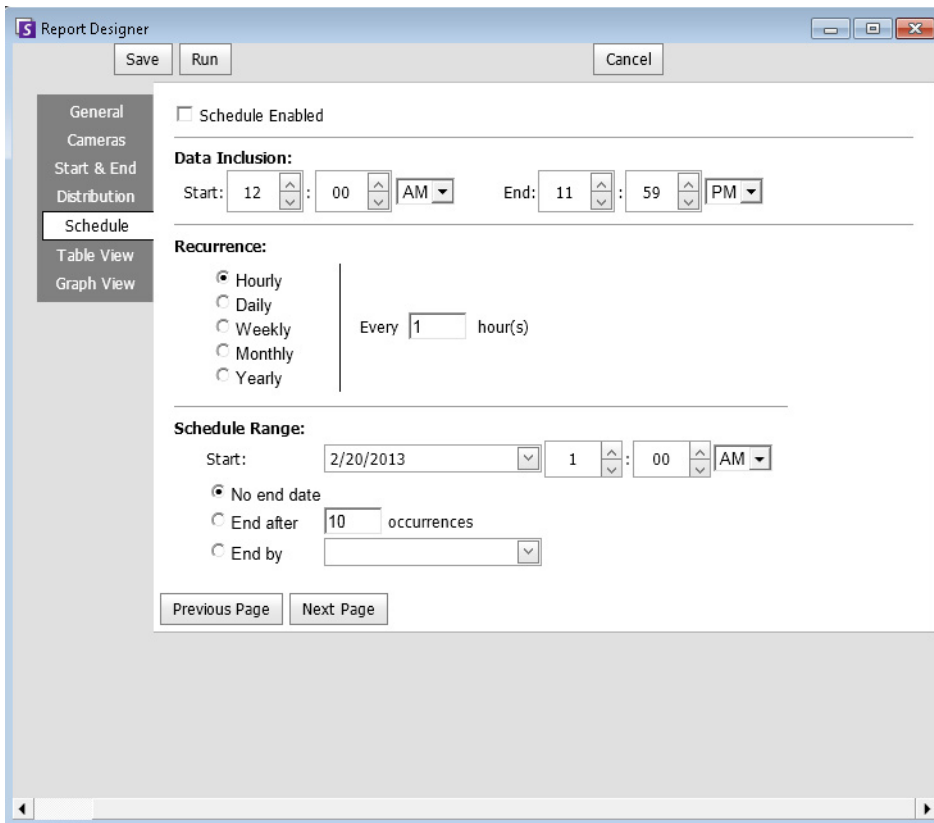 Report Designer
Save Run Cancel
General
Cameras
Start & End
Distribution
Schedule
Table View
Graph View
Schedule Enabled
Data Inclusion:
Start: 12 : 00 AM End: 11 : 59 PM
Recurrence:
Hourly
Daily
Weekly
Monthly
Yearly
Every 1 hour(s)
Schedule Range:
Start: 2/20/2013 1 : 00 AM
No end date
End after 10 occurrences
End by
Previous Page Next Page